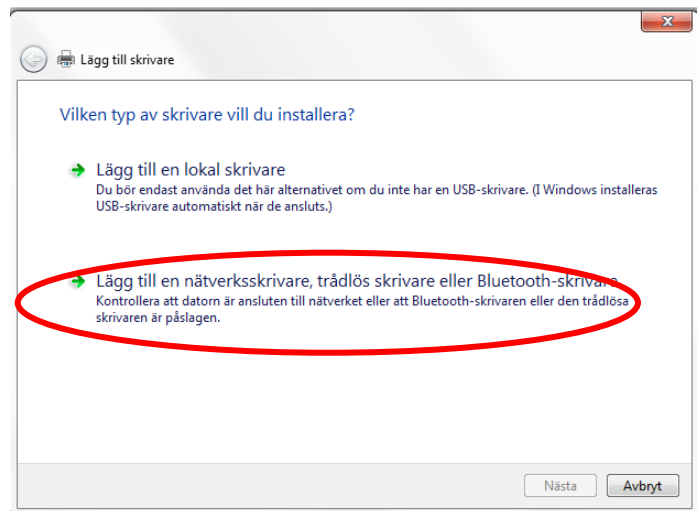 Lägg till skrivare
Vilken typ av skrivare vill du installera?
Lägg till en lokal skrivare
Du bör endast använda det här alternativet om du inte har en USB-skrivare. (I Windows installeras
USB-skrivare automatiskt när de ansluts.)
Lägg till en nätverksskrivare, trådlös skrivare eller Bluetooth-skrivare
Kontrollera att datorn är ansluten till nätverket eller att Bluetooth-skrivaren eller den trådlösa
skrivaren är påslagen.
Nästa
Avbryt